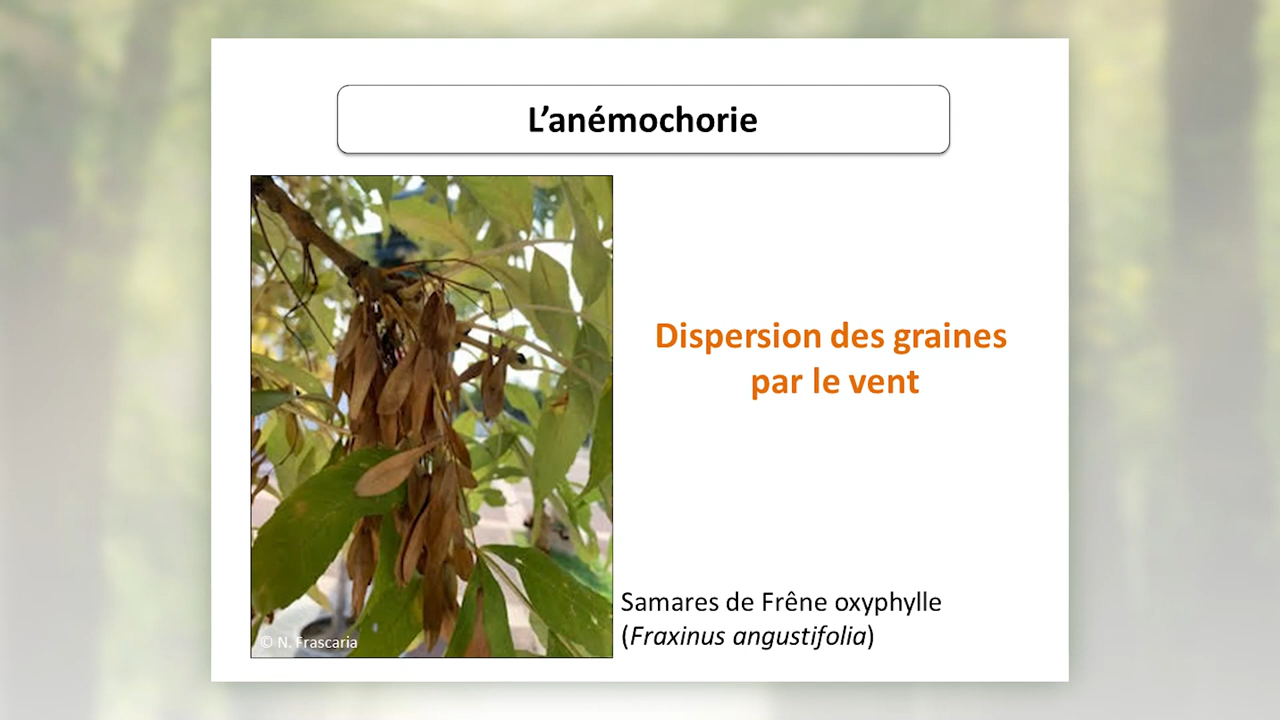 L’anémochorie
Dispersion des graines
par le vent
Samares de Frêne oxyphylle
(Fraxinus angustifolia)
© N. Frascaria